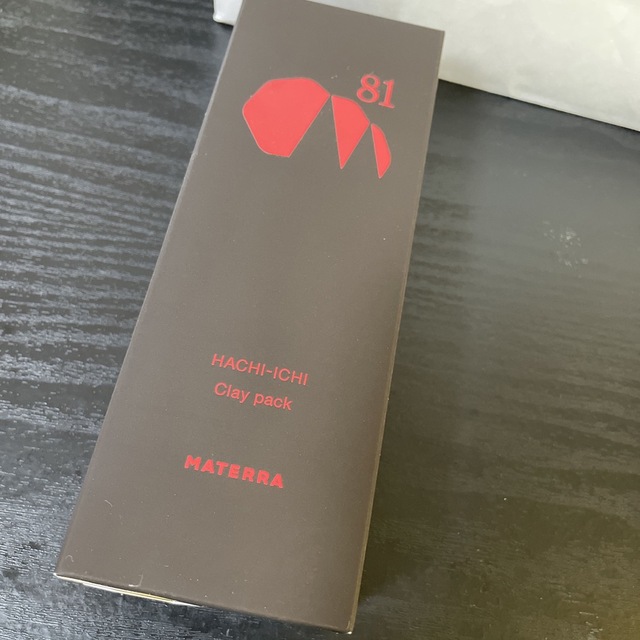 81
HACHI-ICHI
Clay pack
MATERRA